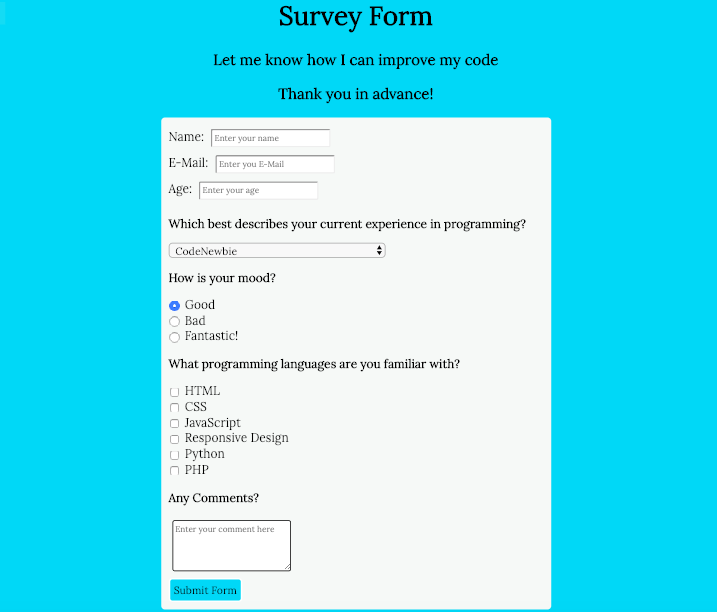 Survey Form
Let me know how I can improve my code
Thank you in advance!
Name: Enter your name
E-Mail: Enter you E-Mail
Age: Enter your age
Which best describes your current experience in programming?
CodeNewbie
How is your mood?
Good
Bad
Fantastic!
What programming languages are you familiar with?
HTML
CSS
JavaScript
Responsive Design
Python
PHP
Any Comments?
Enter your comment here
Submit Form